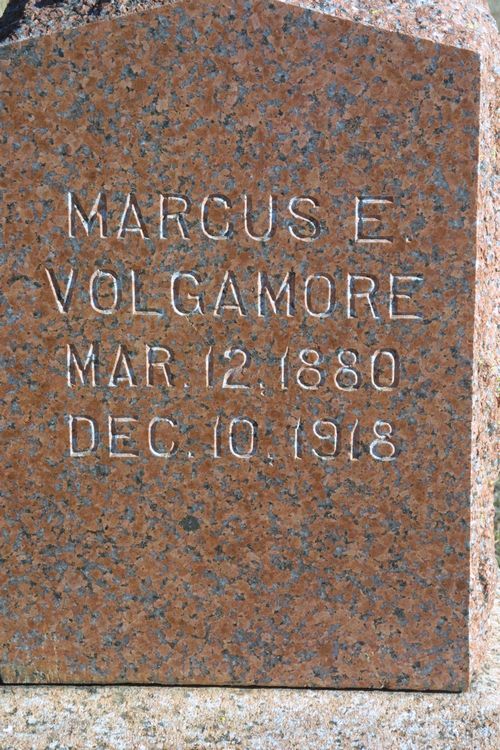 MARCUS E.
VOLGAMORE
MAR. 12, 1880
DEC. 10, 1918